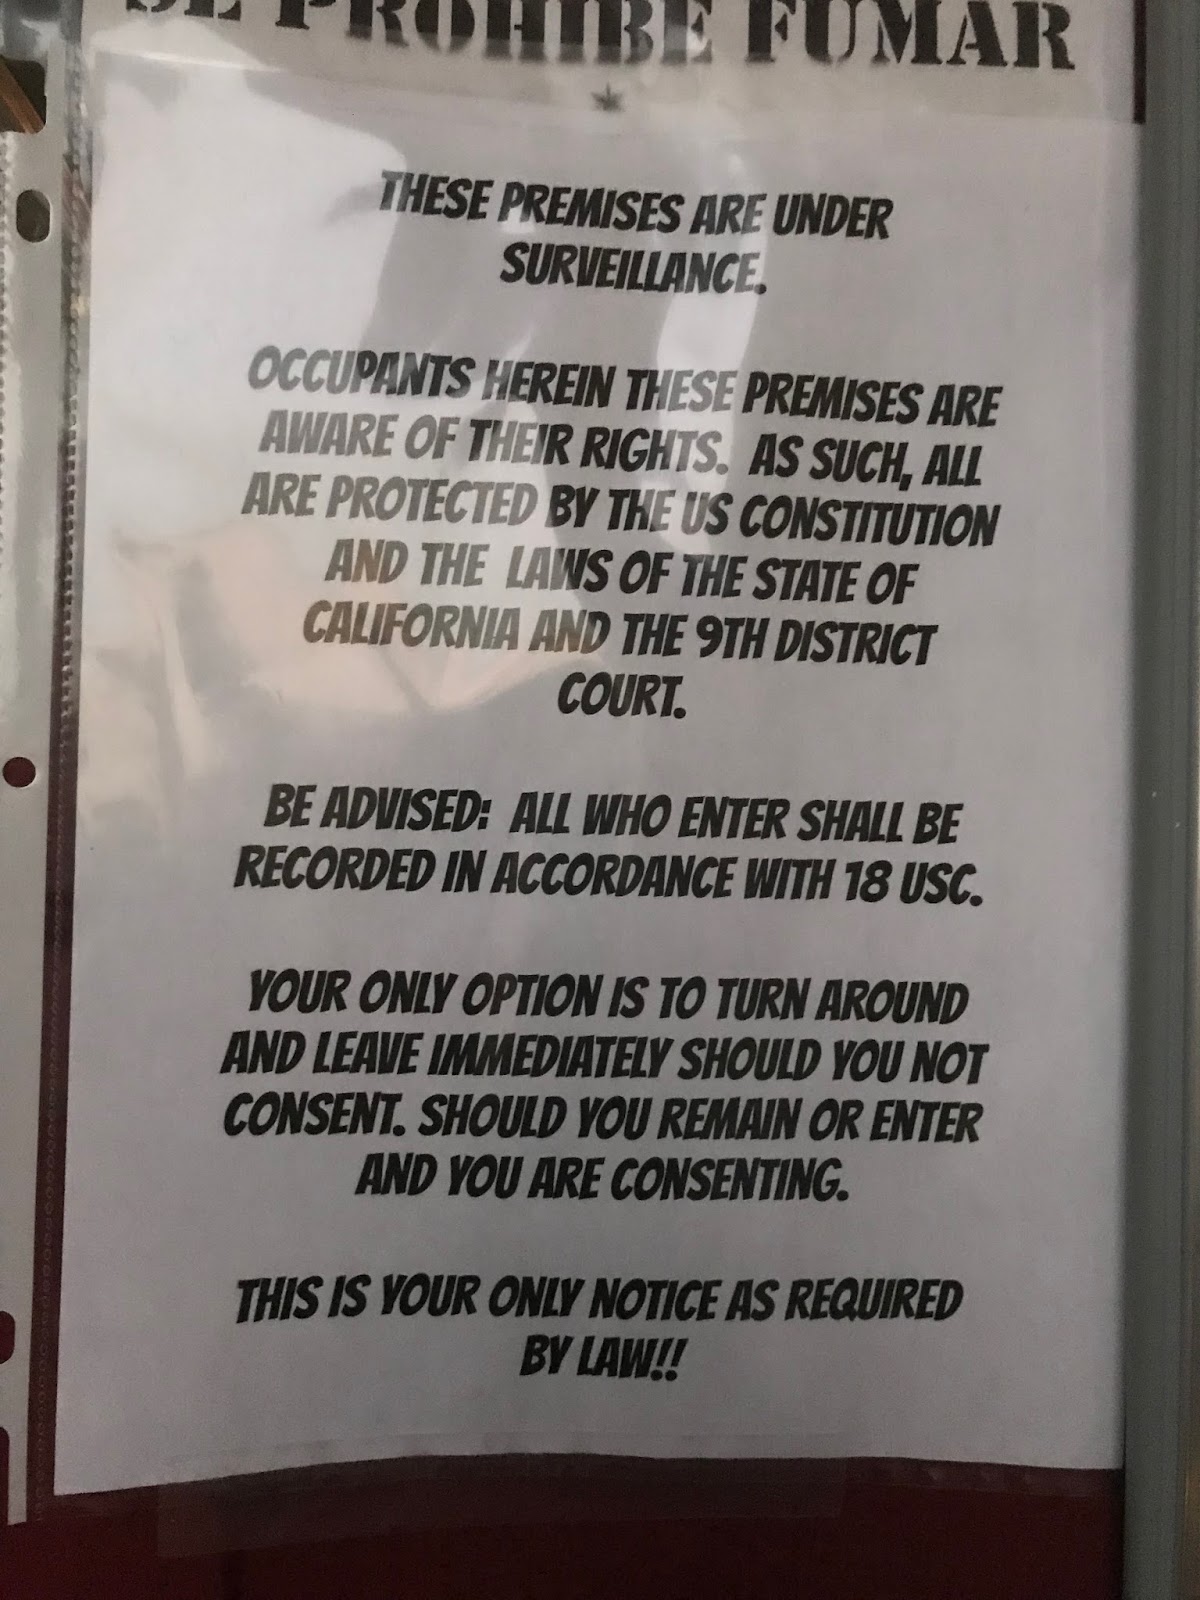 SE PROHIBE FUMAR
THESE PREMISES ARE UNDER
SURVEILLANCE.
OCCUPANTS HEREIN THESE PREMISES ARE
AWARE OF THEIR RIGHTS. AS SUCH, ALL
ARE PROTECTED BY THE US CONSTITUTION
AND THE LAWS OF THE STATE OF
CALIFORNIA AND THE 9TH DISTRICT
COURT.
BE ADVISED: ALL WHO ENTER SHALL BE
RECORDED IN ACCORDANCE WITH 18 USC.
YOUR ONLY OPTION IS TO TURN AROUND
AND LEAVE IMMEDIATELY SHOULD YOU NOT
CONSENT. SHOULD YOU REMAIN OR ENTER
AND YOU ARE CONSENTING.
THIS IS YOUR ONLY NOTICE AS REQUIRED
BY LAW!!